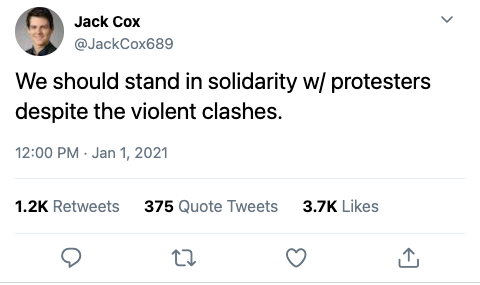 Jack Cox
@JackCox689
We should stand in solidarity w/ protesters
despite the violent clashes.
12:00 PM · Jan 1, 2021
1.2K Retweets 375 Quote Tweets 3.7K Likes